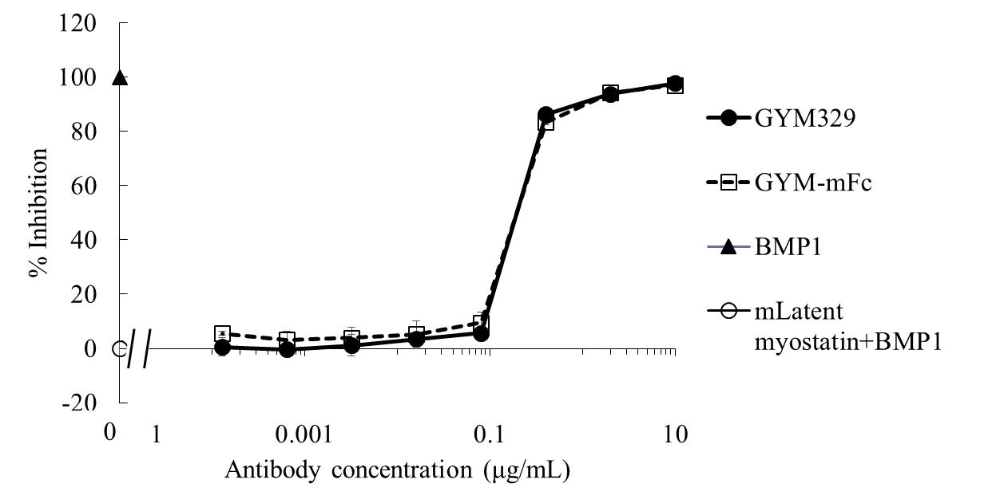 120
100
80
60
40
20
0
-20
% Inhibition
0 1 0.001 0.1 10
Antibody concentration (μg/mL)
GYM329
GYM-mFc
BMP1
mLatent
myostatin+BMP1